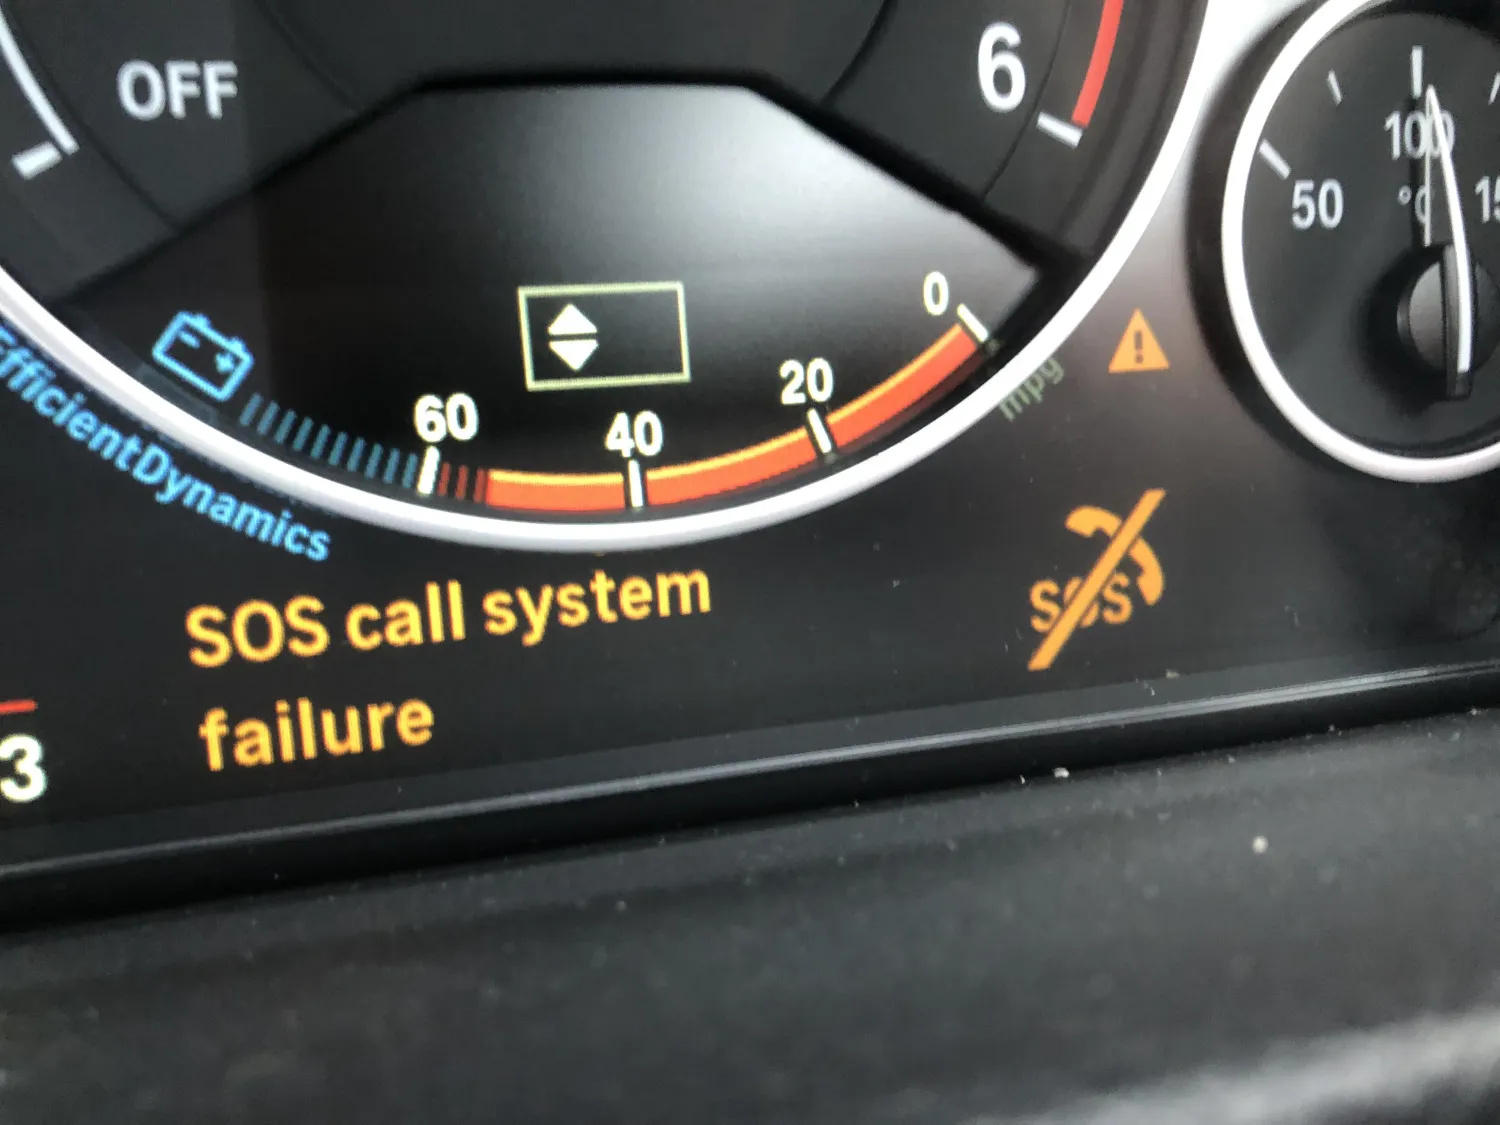 OFF
6
100
50
°C
0
20
60
40
mpg
EfficientDynamics
SOS call system
failure
SOS
3